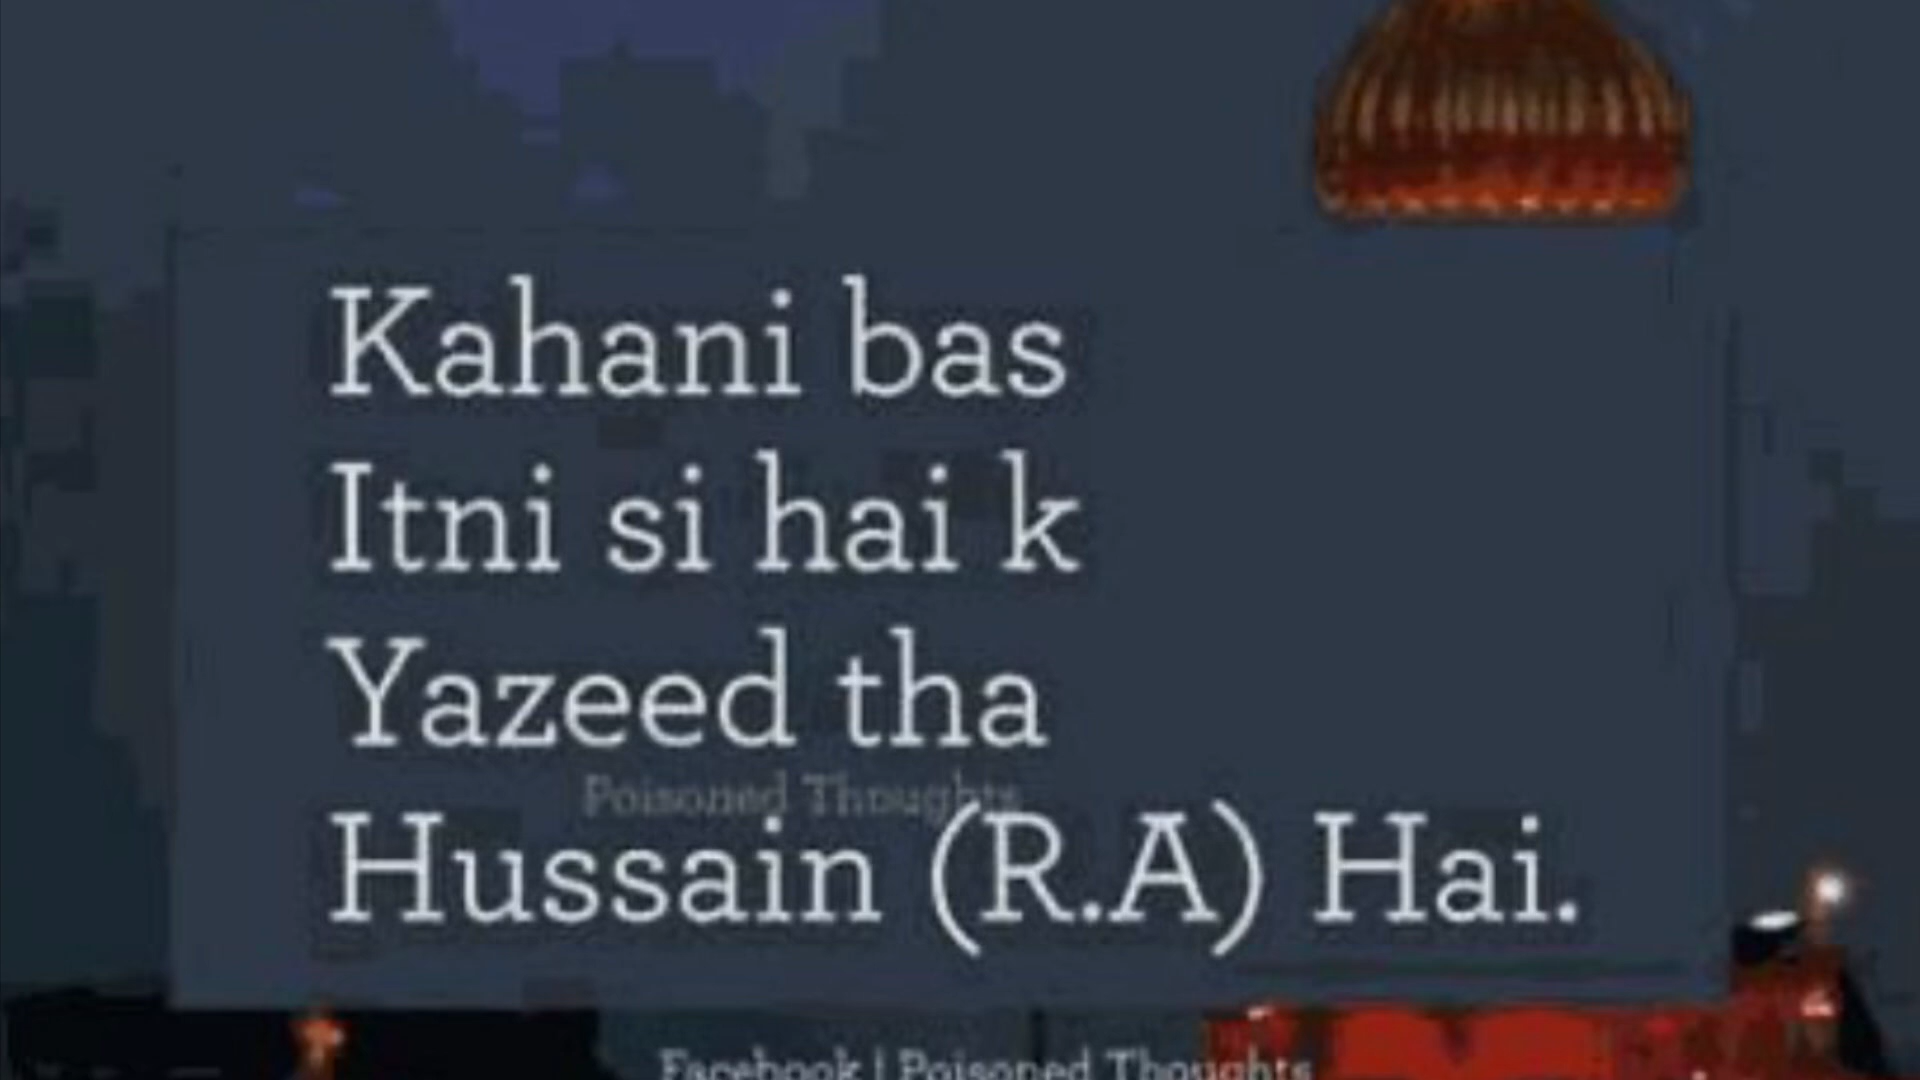 Kahani bas
Itni si hai k
Yazeed tha
Poisoned Thoughts
Hussain (R.A) Hai.
Facebook | Poisoned Thoughts